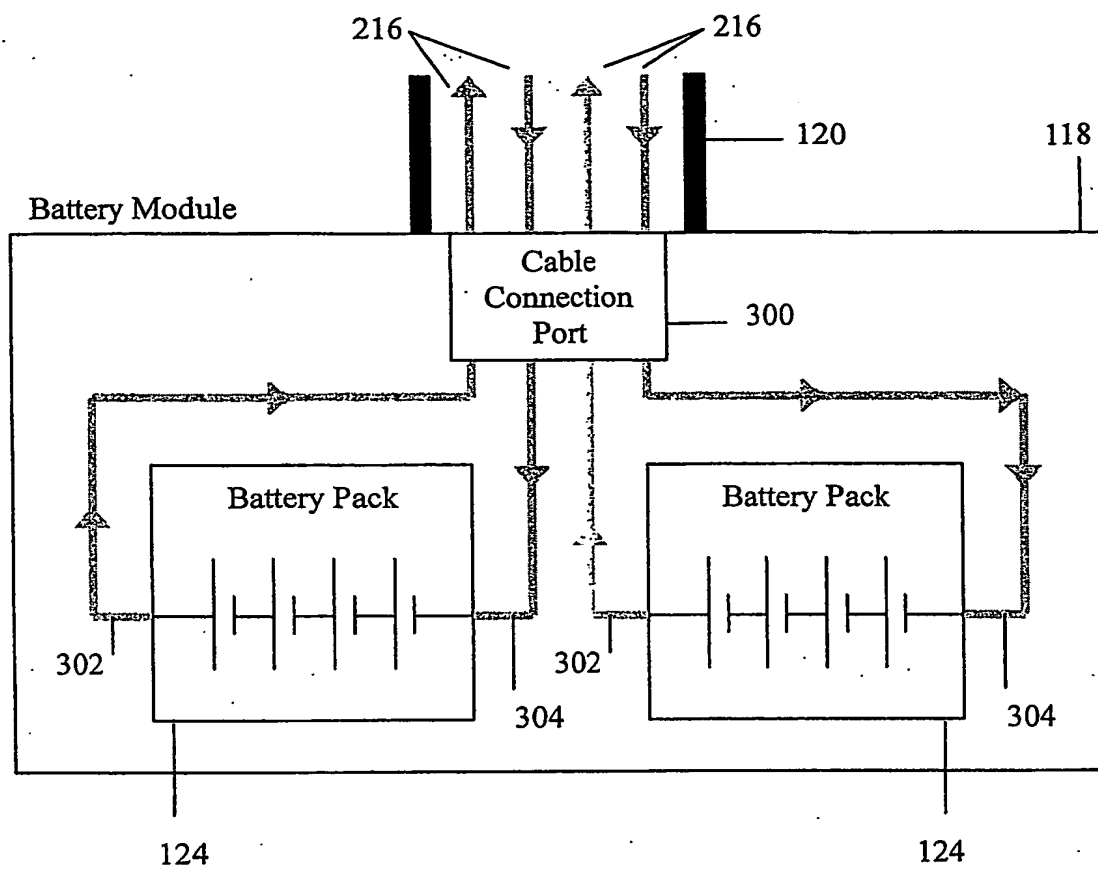 216
216
120
118
Battery Module
Cable
Connection
Port
300
Battery Pack
Battery Pack
302
304
302
304
124
124